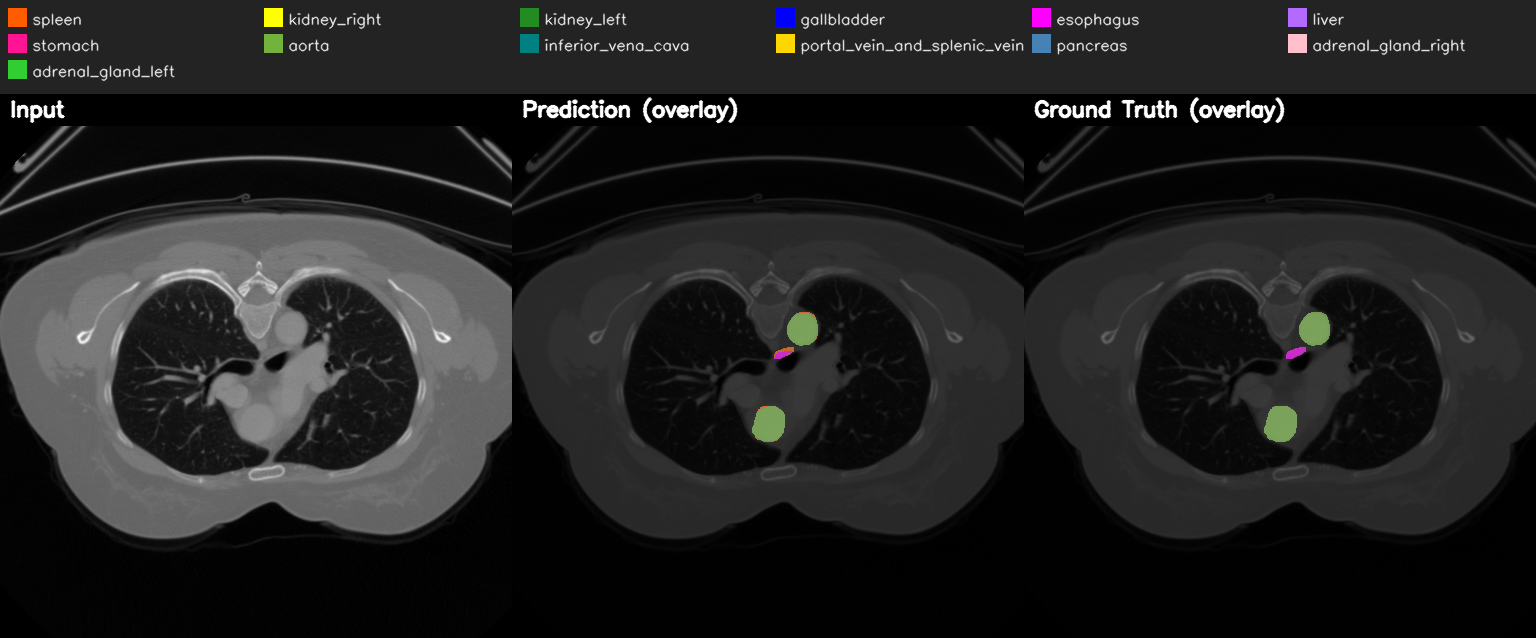 spleen kidney_right kidney_left gallbladder esophagus liver
stomach aorta inferior_vena_cava portal_vein_and_splenic_vein pancreas adrenal_gland_right
adrenal_gland_left
Input Prediction (overlay) Ground Truth (overlay)